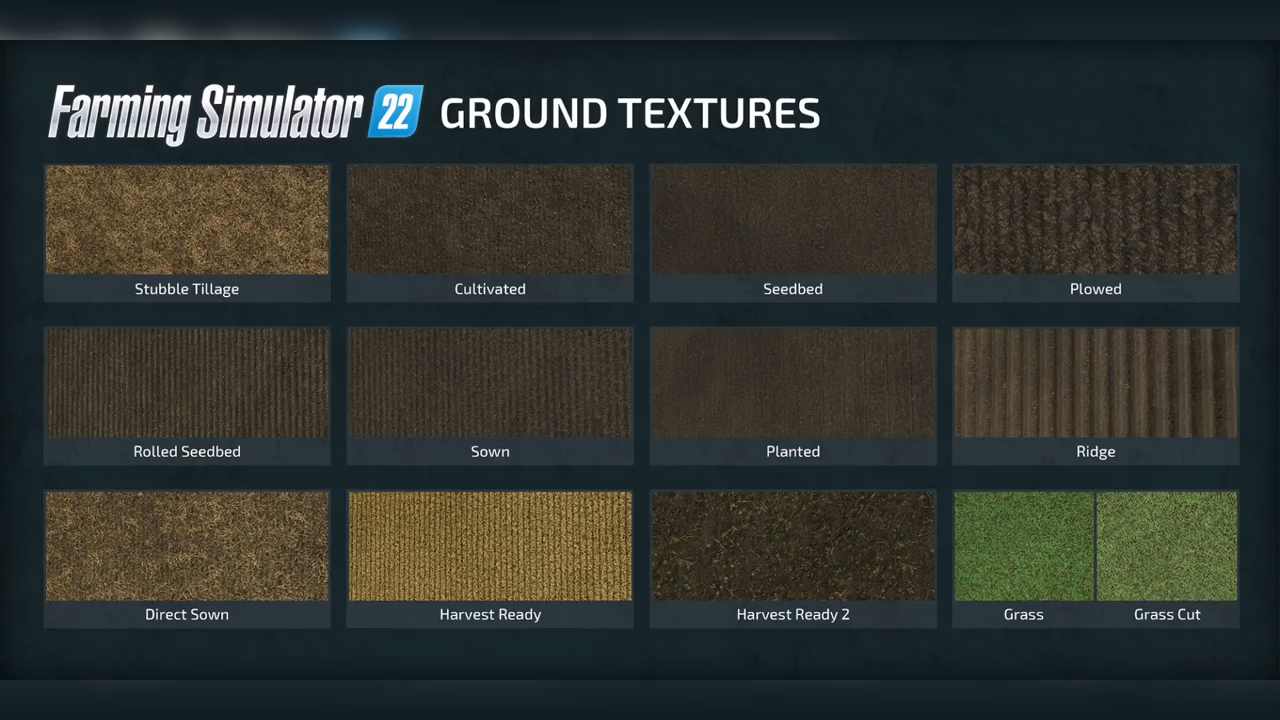 Farming Simulator 22 GROUND TEXTURES
Stubble Tillage
Cultivated
Seedbed
Plowed
Rolled Seedbed
Sown
Planted
Ridge
Direct Sown
Harvest Ready
Harvest Ready 2
Grass
Grass Cut